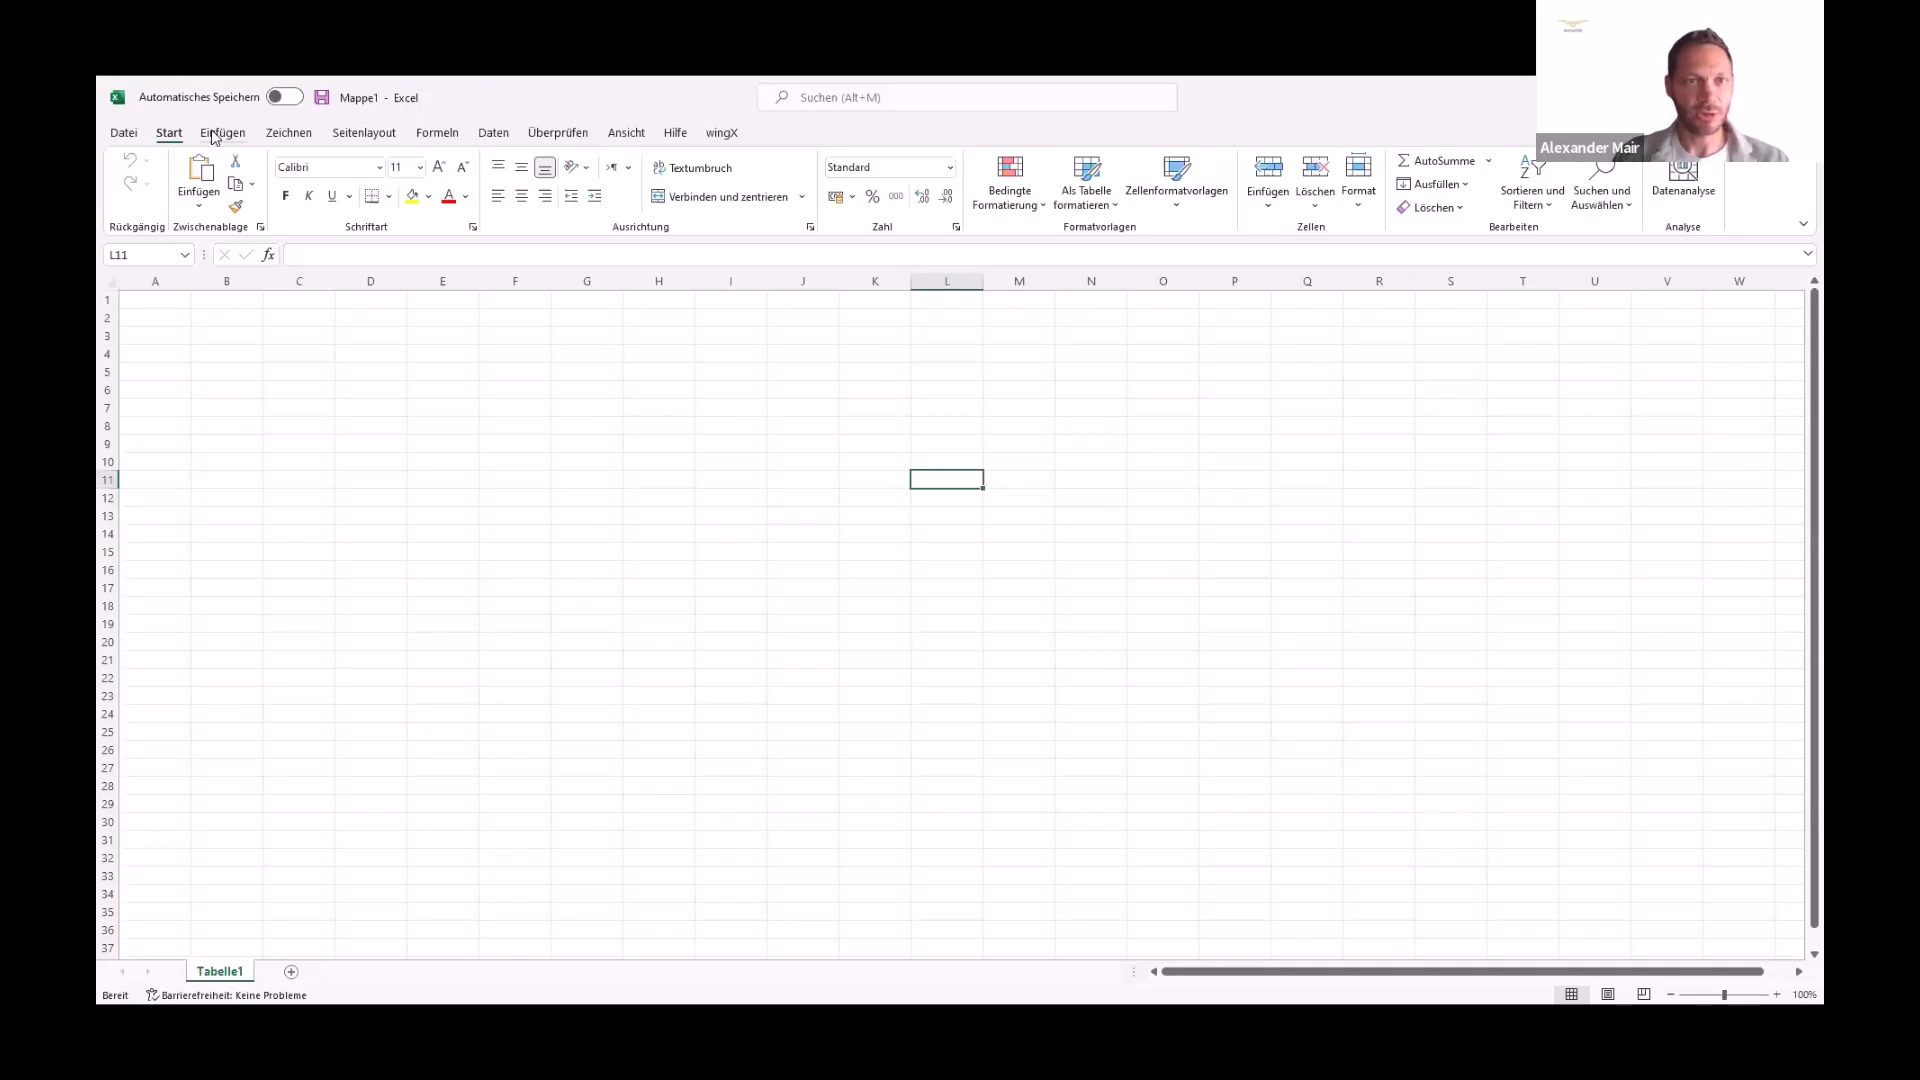 Automatisches Speichern
Mappe1 - Excel
Suchen (Alt+M)
Alexander Mair
Datei Start Einfügen Zeichnen Seitenlayout Formeln Daten Überprüfen Ansicht Hilfe wingX
Calibri 11
Textumbruch
Standard
Einfügen
F K U
Verbinden und zentrieren
% 000
Bedingte Formatierung
Als Tabelle formatieren
Zellenformatvorlagen
Einfügen Löschen Format
AutoSumme
Ausfüllen
Löschen
Sortieren und Filtern
Suchen und Auswählen
Datenanalyse
Rückgängig Zwischenablage Schriftart Ausrichtung Zahl Formatvorlagen Zellen Bearbeiten Analyse
L11 fx
A B C D E F G H I J K L M N O P Q R S T U V W
1
2
3
4
5
6
7
8
9
10
11
12
13
14
15
16
17
18
19
20
21
22
23
24
25
26
27
28
29
30
31
32
33
34
35
36
37
Tabelle1
Bereit Barrierefreiheit: Keine Probleme
100%